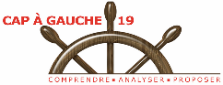 CAP À GAUCHE 19
COMPRENDRE • ANALYSER • PROPOSER